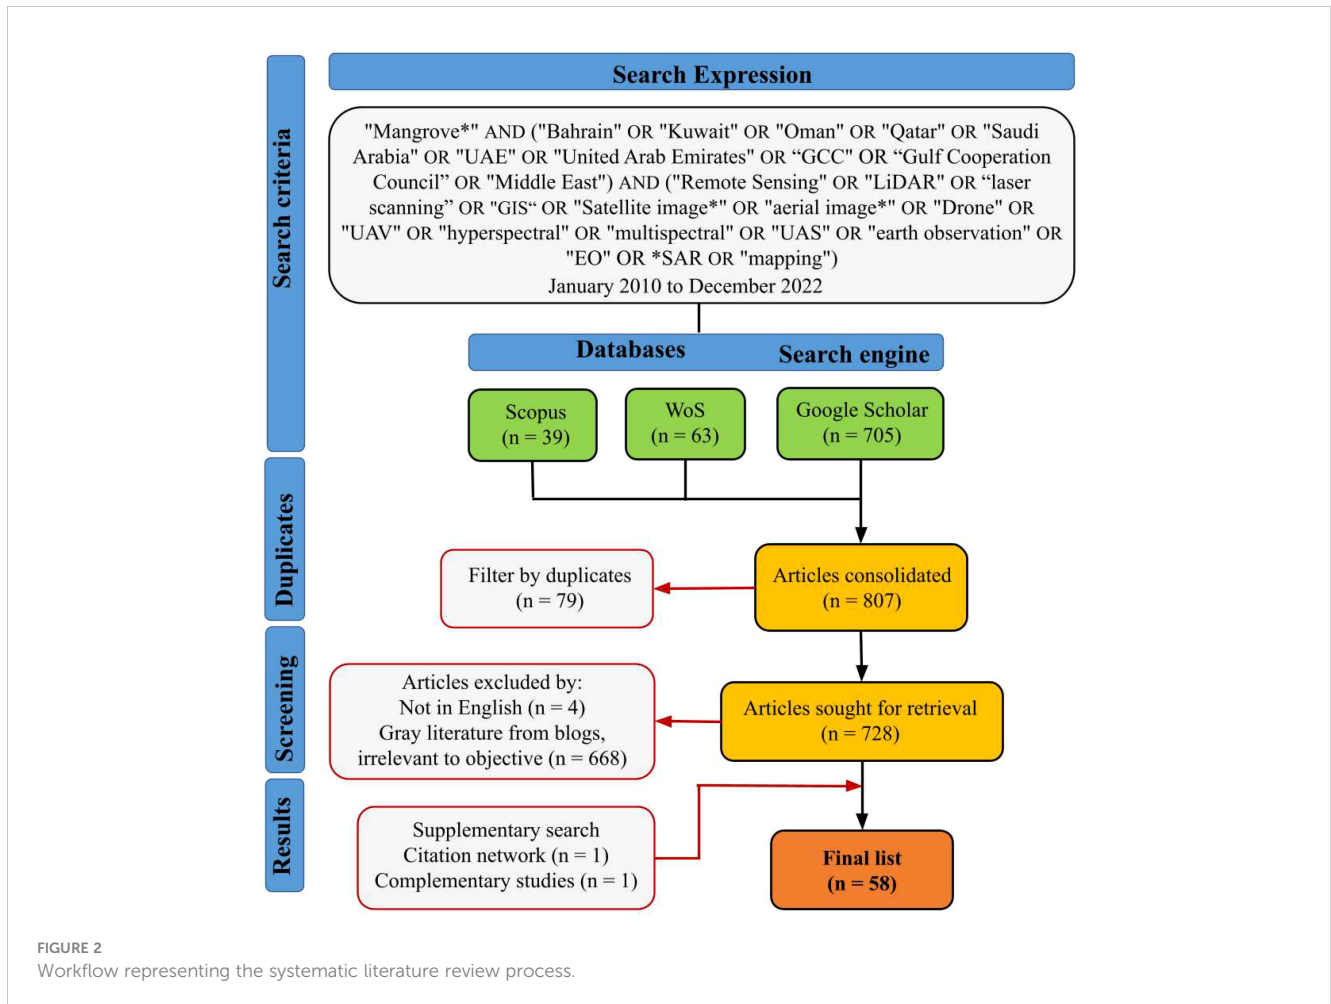 Search criteria
Search Expression
"Mangrove*" AND ("Bahrain" OR "Kuwait" OR "Oman" OR "Qatar" OR "Saudi
Arabia" OR "UAE" OR "United Arab Emirates" OR “GCC" OR “Gulf Cooperation
Council” OR "Middle East") AND ("Remote Sensing" OR "LiDAR" OR “laser
scanning” OR "GIS“ OR "Satellite image*" OR "aerial image*" OR "Drone" OR
"UAV" OR "hyperspectral" OR "multispectral" OR "UAS" OR "earth observation" OR
"EO" OR *SAR OR "mapping")
January 2010 to December 2022
Databases
Search engine
Scopus
(n = 39)
WoS
(n = 63)
Google Scholar
(n = 705)
Duplicates
Filter by duplicates
(n = 79)
Articles consolidated
(n = 807)
Screening
Articles excluded by:
Not in English (n = 4)
Gray literature from blogs,
irrelevant to objective (n = 668)
Articles sought for retrieval
(n = 728)
Results
Supplementary search
Citation network (n = 1)
Complementary studies (n = 1)
Final list
(n = 58)
FIGURE 2
Workflow representing the systematic literature review process.